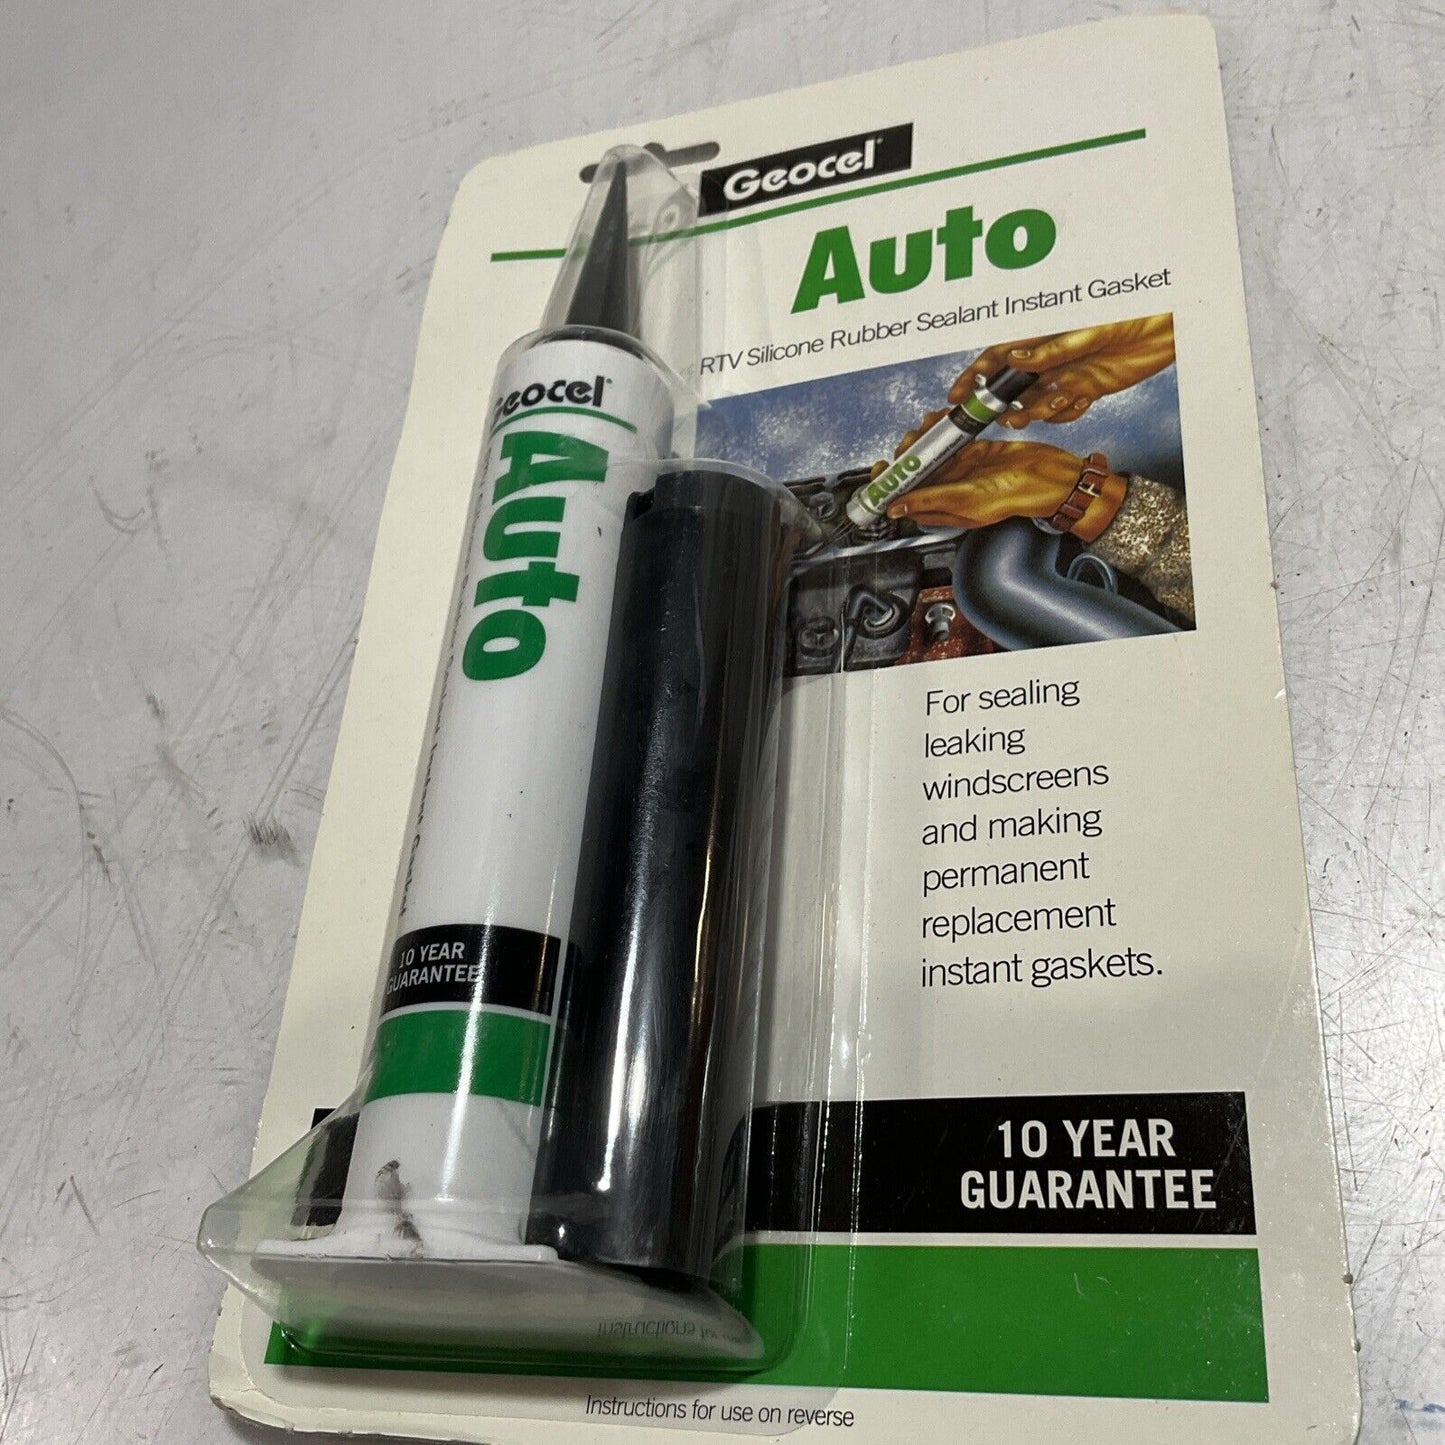 Geocel
Auto
RTV Silicone Rubber Sealant Instant Gasket
Geocel
Auto
AUTO
For sealing
leaking
windscreens
and making
permanent
replacement
instant gaskets.
10 YEAR
GUARANTEE
10 YEAR
GUARANTEE
Instructions for use on reverse